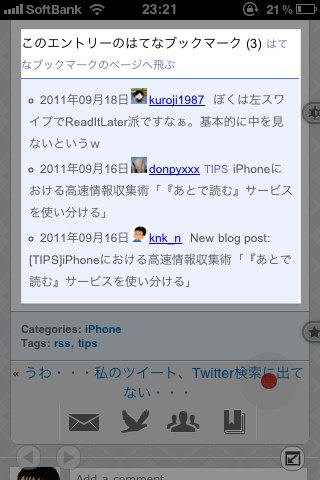 SoftBank 23:21 21%
このエントリーのはてなブックマーク (3) はて
なブックマークのページへ飛ぶ
2011年09月18日 kuroji1987 ぼくは左スワ
イプでReadItLater派ですなぁ。基本的に中を見
ないというｗ
2011年09月16日 donpyxxx TIPS iPhoneに
おける高速情報収集術「『あとで読む』サービス
を使い分ける」
2011年09月16日 knk_n New blog post:
[TIPS]iPhoneにおける高速情報収集術「『あとで
読む』サービスを使い分ける」
Categories: iPhone
Tags: rss, tips
« うわ・・・私のツイート、Twitter検索に出て
ない・・・
Add a comment